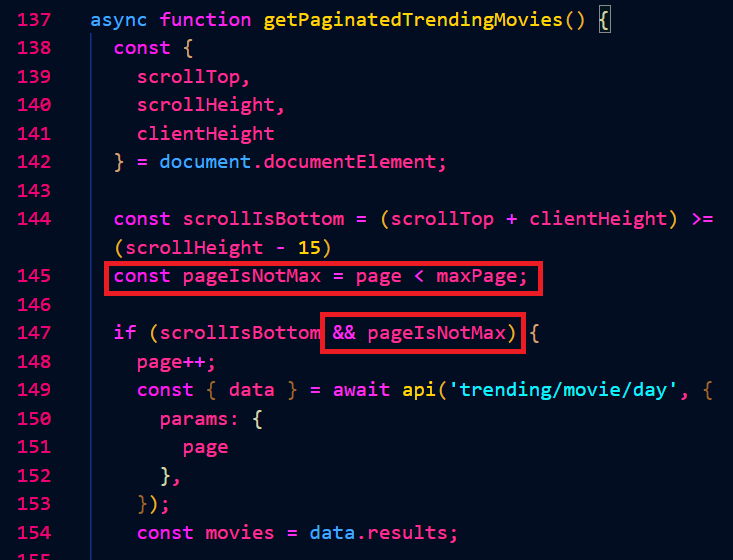 137 async function getPaginatedTrendingMovies() {
138 const {
139 scrollTop,
140 scrollHeight,
141 clientHeight
142 } = document.documentElement;
143
144 const scrollIsBottom = (scrollTop + clientHeight) >=
(scrollHeight - 15)
145 const pageIsNotMax = page < maxPage;
146
147 if (scrollIsBottom && pageIsNotMax) {
148 page++;
149 const { data } = await api('trending/movie/day', {
150 params: {
151 page
152 },
153 });
154 const movies = data.results;